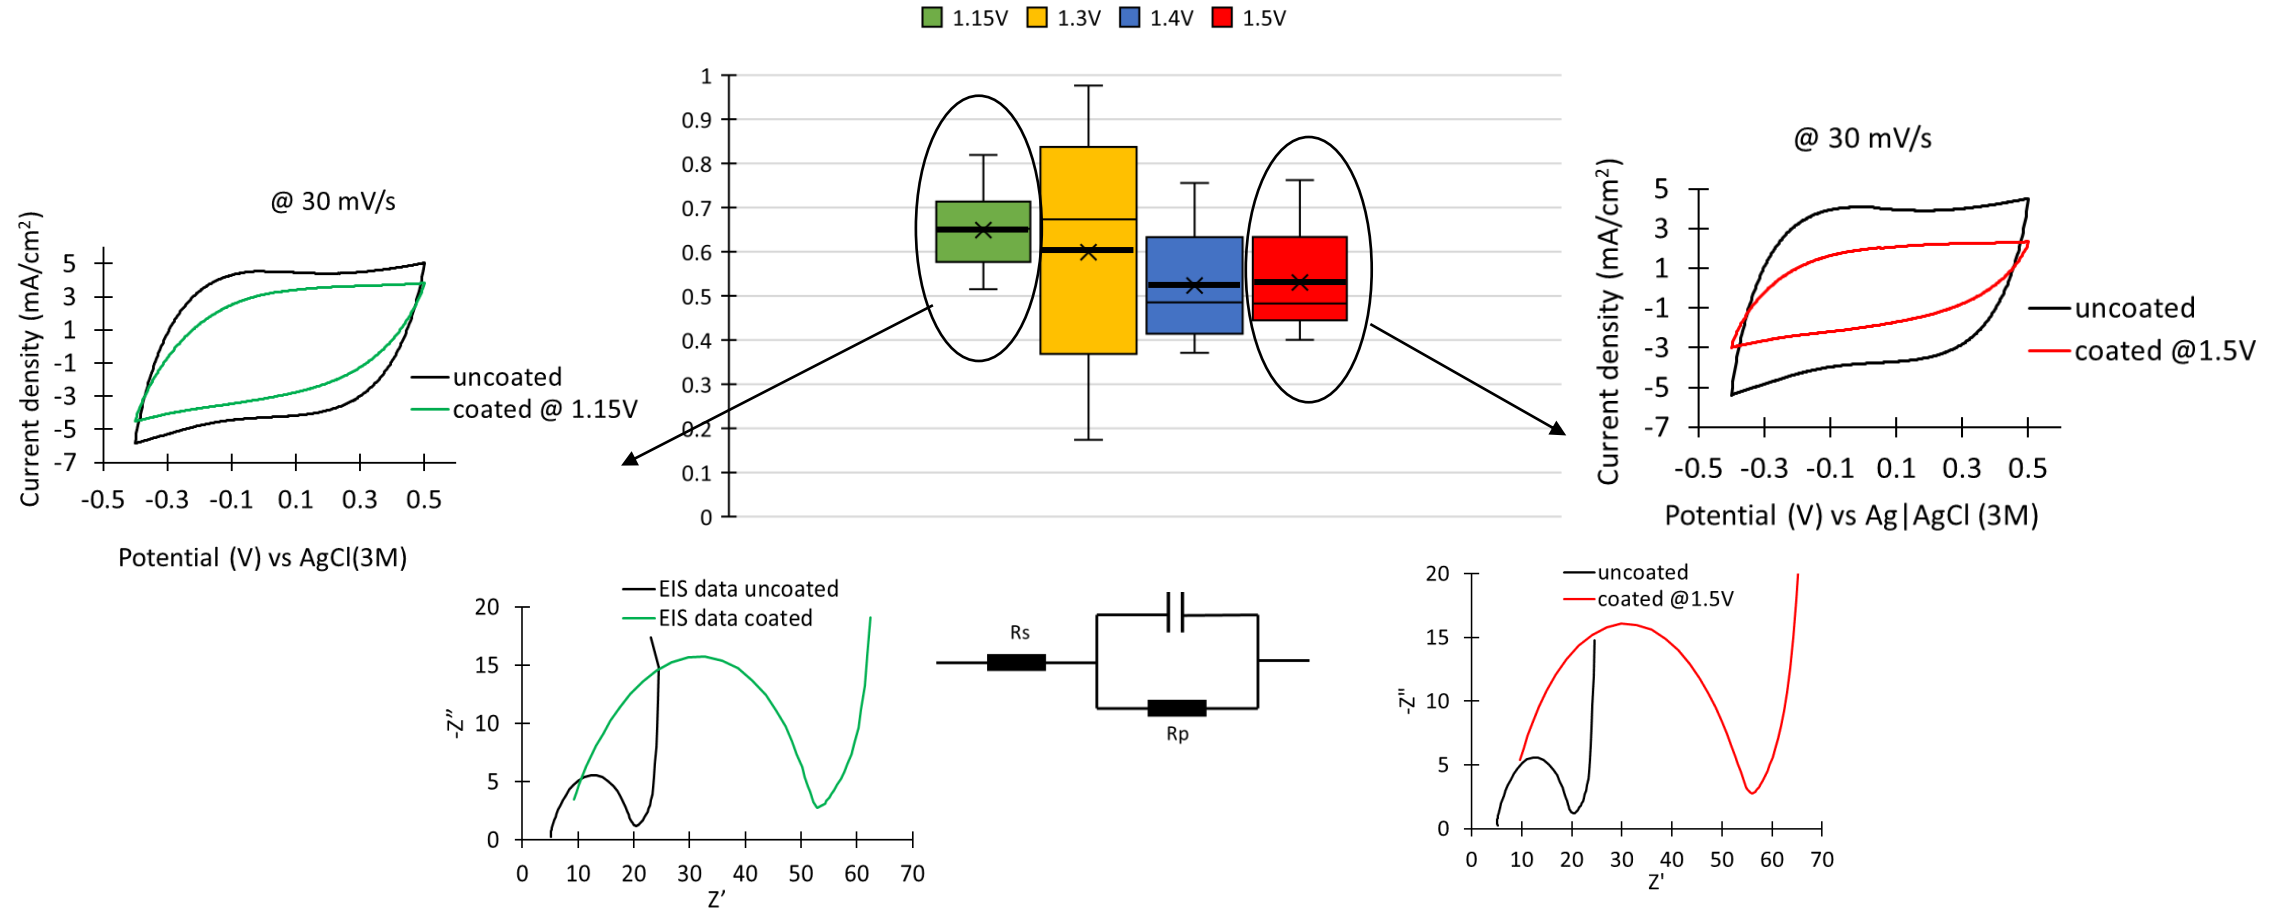 1.15V 1.3V 1.4V 1.5V
1
0.9
0.8
0.7
0.6
0.5
0.4
0.3
0.2
0.1
0
@ 30 mV/s
Current density (mA/cm²)
5
3
1
-1
-3
-5
-7
-0.5 -0.3 -0.1 0.1 0.3 0.5
Potential (V) vs AgCl(3M)
uncoated
coated @ 1.15V
@ 30 mV/s
Current density (mA/cm²)
5
3
1
-1
-3
-5
-7
-0.5 -0.3 -0.1 0.1 0.3 0.5
Potential (V) vs Ag|AgCl (3M)
uncoated
coated @1.5V
EIS data uncoated
EIS data coated
-Z’’
20
15
10
5
0
0 10 20 30 40 50 60 70
Z’
Rs
Rp
uncoated
coated @1.5V
-Z"
20
15
10
5
0
0 10 20 30 40 50 60 70
Z'